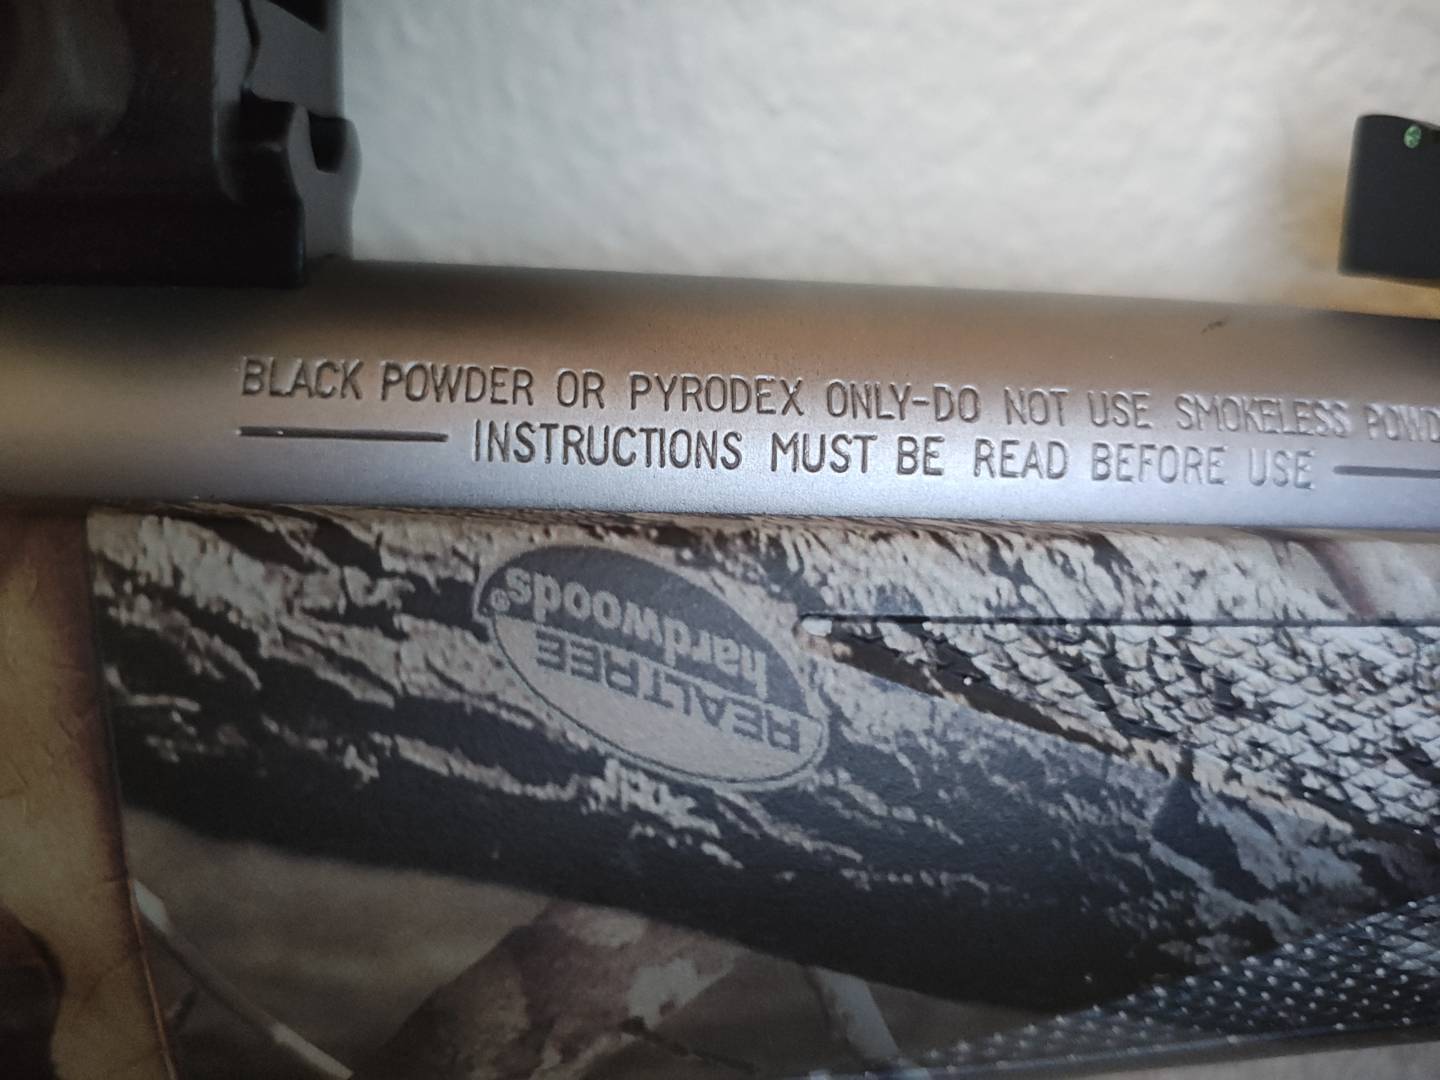 BLACK POWDER OR PYRODEX ONLY-DO NOT USE SMOKELESS
INSTRUCTIONS MUST BE READ BEFORE USE
REALTREE
hardwoods®